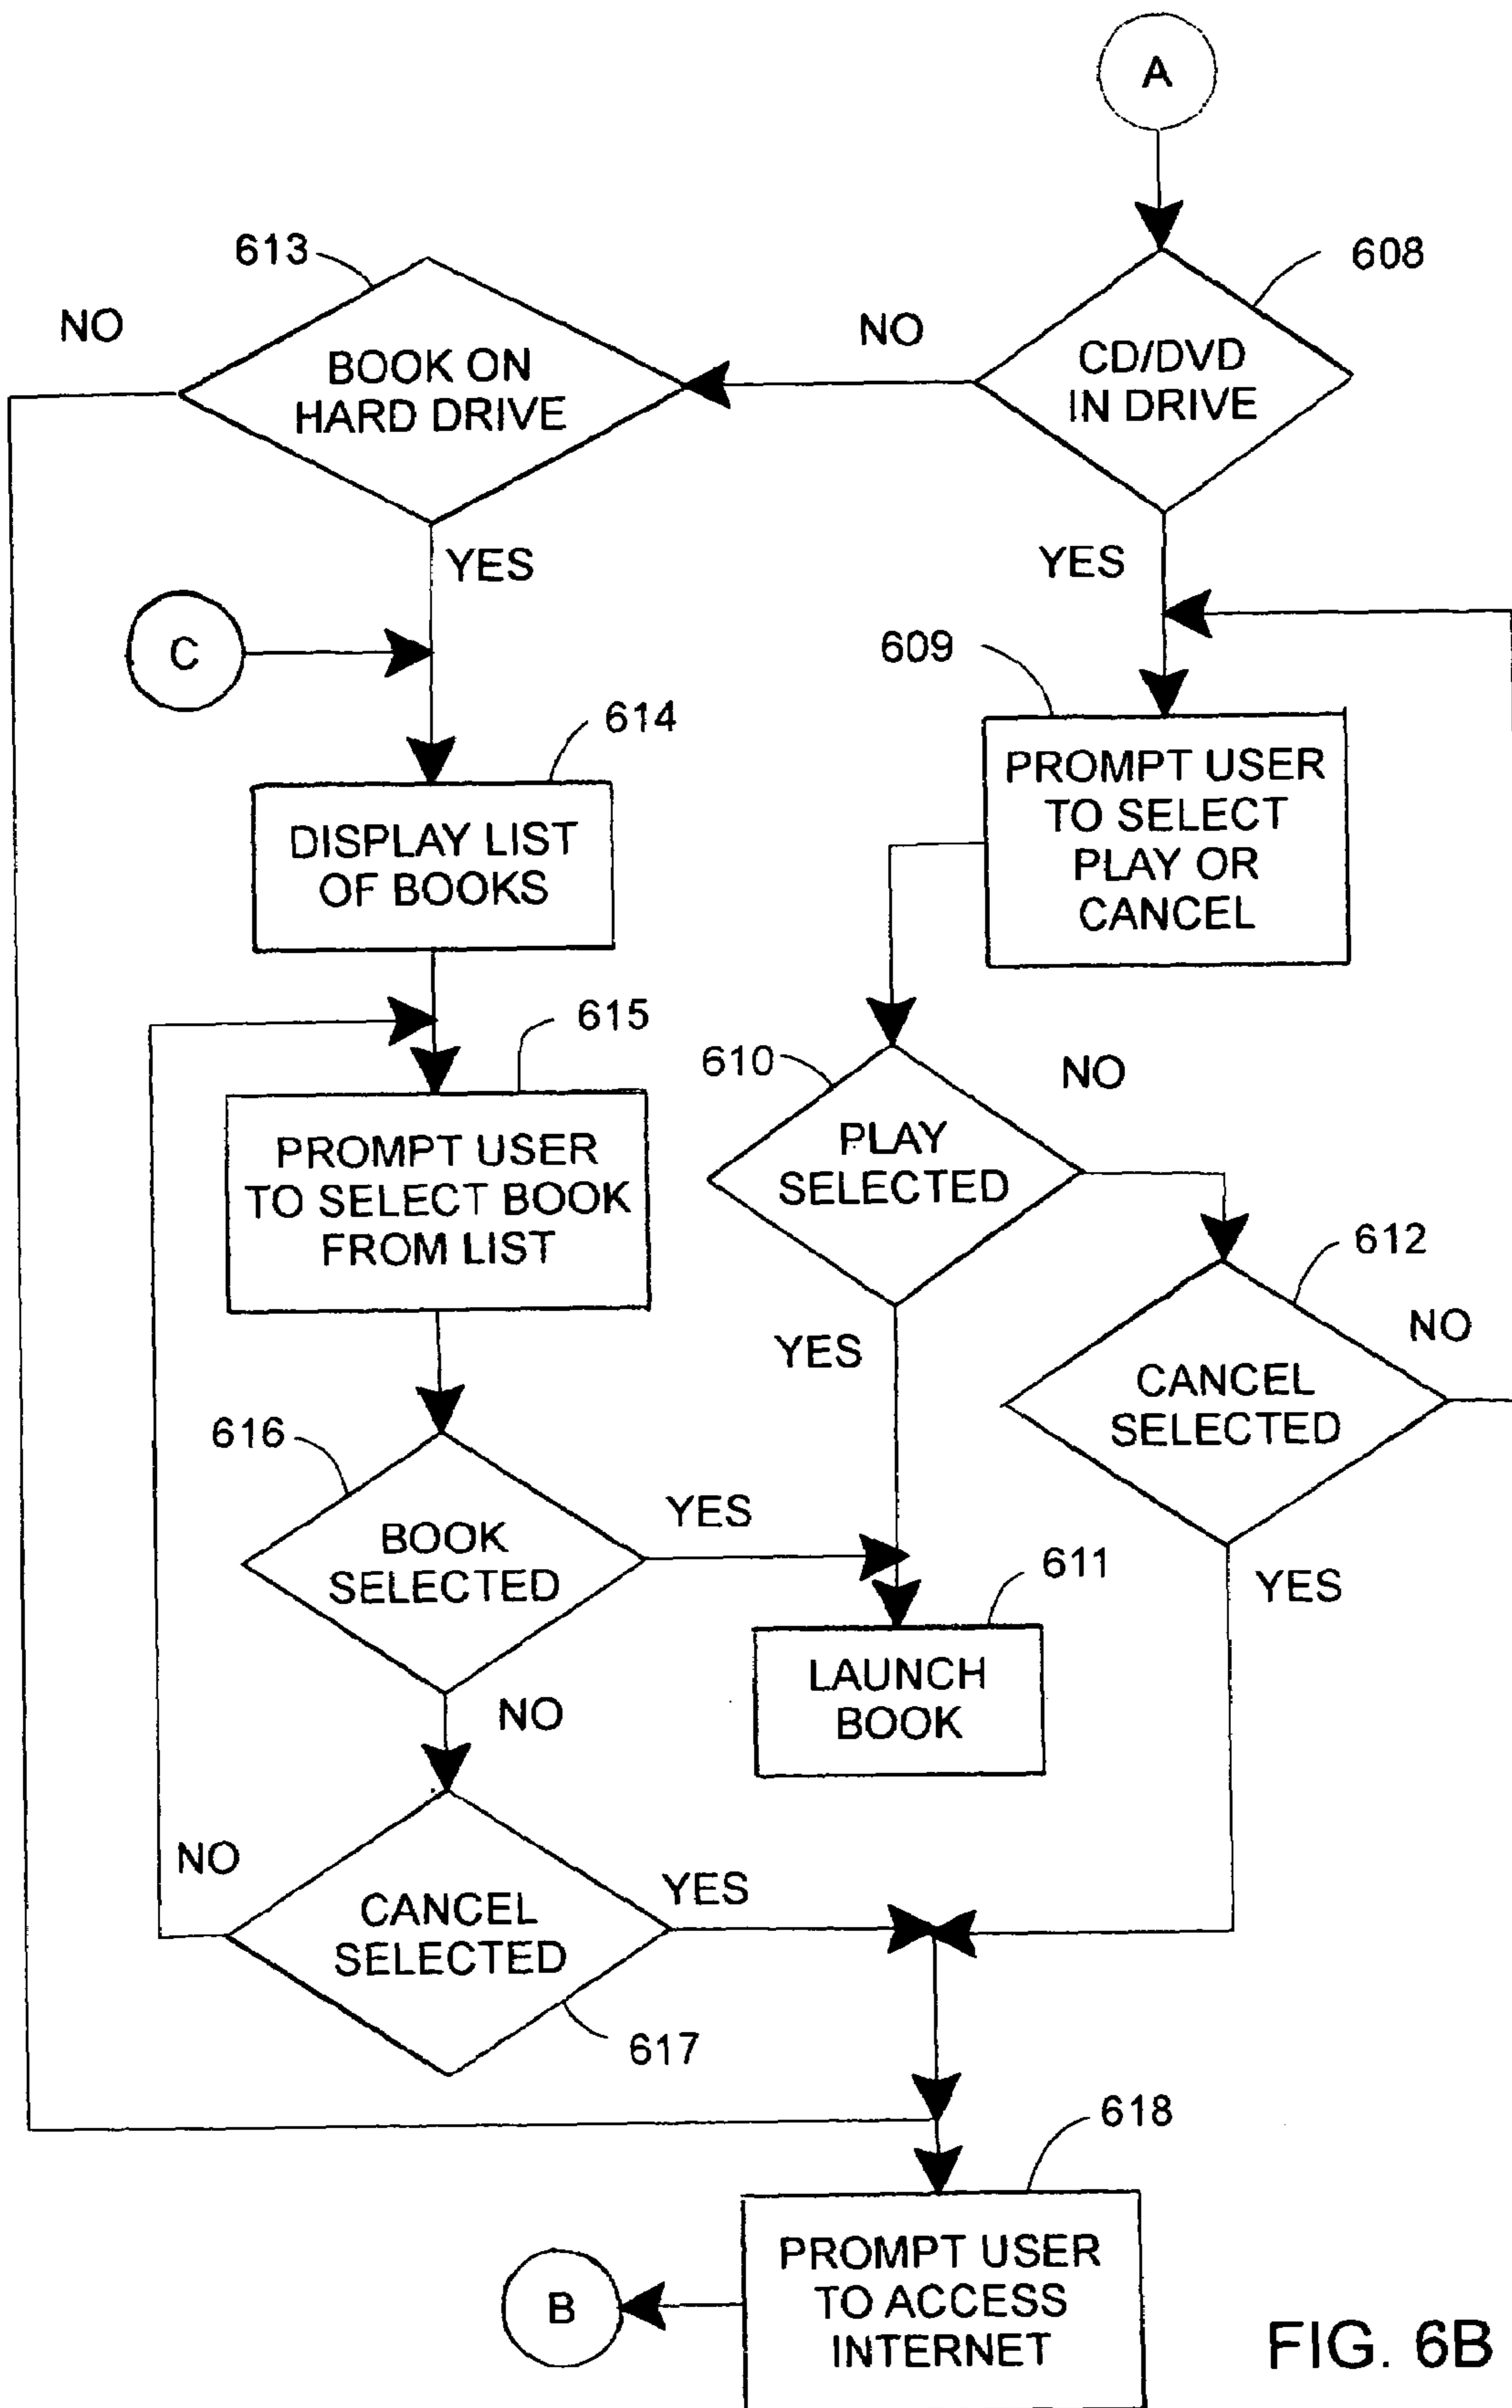 A
613
608
NO
BOOK ON
HARD DRIVE
NO
CD/DVD
IN DRIVE
YES
YES
C
609
614
PROMPT USER
TO SELECT
PLAY OR
CANCEL
DISPLAY LIST
OF BOOKS
615
610
NO
PROMPT USER
TO SELECT BOOK
FROM LIST
PLAY
SELECTED
612
NO
YES
CANCEL
SELECTED
616
YES
BOOK
SELECTED
611
YES
LAUNCH
BOOK
NO
NO
CANCEL
SELECTED
YES
617
618
PROMPT USER
TO ACCESS
INTERNET
B
FIG. 6B